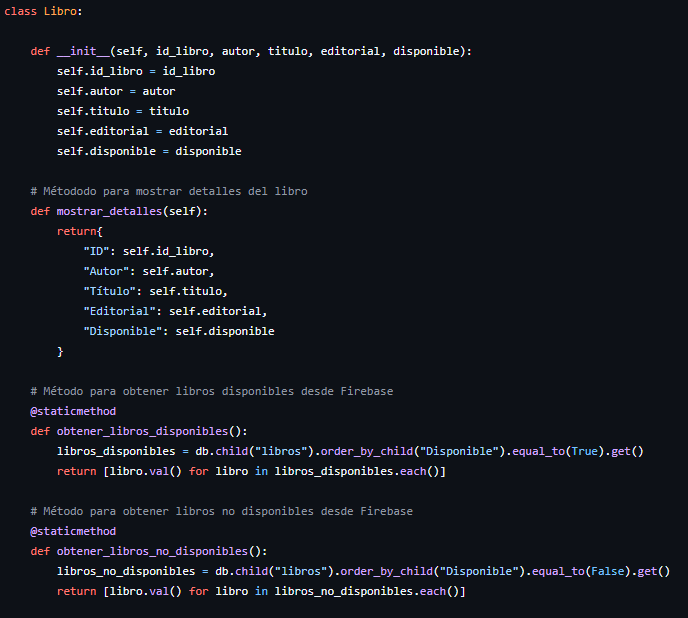 class Libro:
    def __init__(self, id_libro, autor, titulo, editorial, disponible):
        self.id_libro = id_libro
        self.autor = autor
        self.titulo = titulo
        self.editorial = editorial
        self.disponible = disponible
    # Métododo para mostrar detalles del libro
    def mostrar_detalles(self):
        return{
            "ID": self.id_libro,
            "Autor": self.autor,
            "Título": self.titulo,
            "Editorial": self.editorial,
            "Disponible": self.disponible
        }
    # Método para obtener libros disponibles desde Firebase
    @staticmethod
    def obtener_libros_disponibles():
        libros_disponibles = db.child("libros").order_by_child("Disponible").equal_to(True).get()
        return [libro.val() for libro in libros_disponibles.each()]
    # Método para obtener libros no disponibles desde Firebase
    @staticmethod
    def obtener_libros_no_disponibles():
        libros_no_disponibles = db.child("libros").order_by_child("Disponible").equal_to(False).get()
        return [libro.val() for libro in libros_no_disponibles.each()]